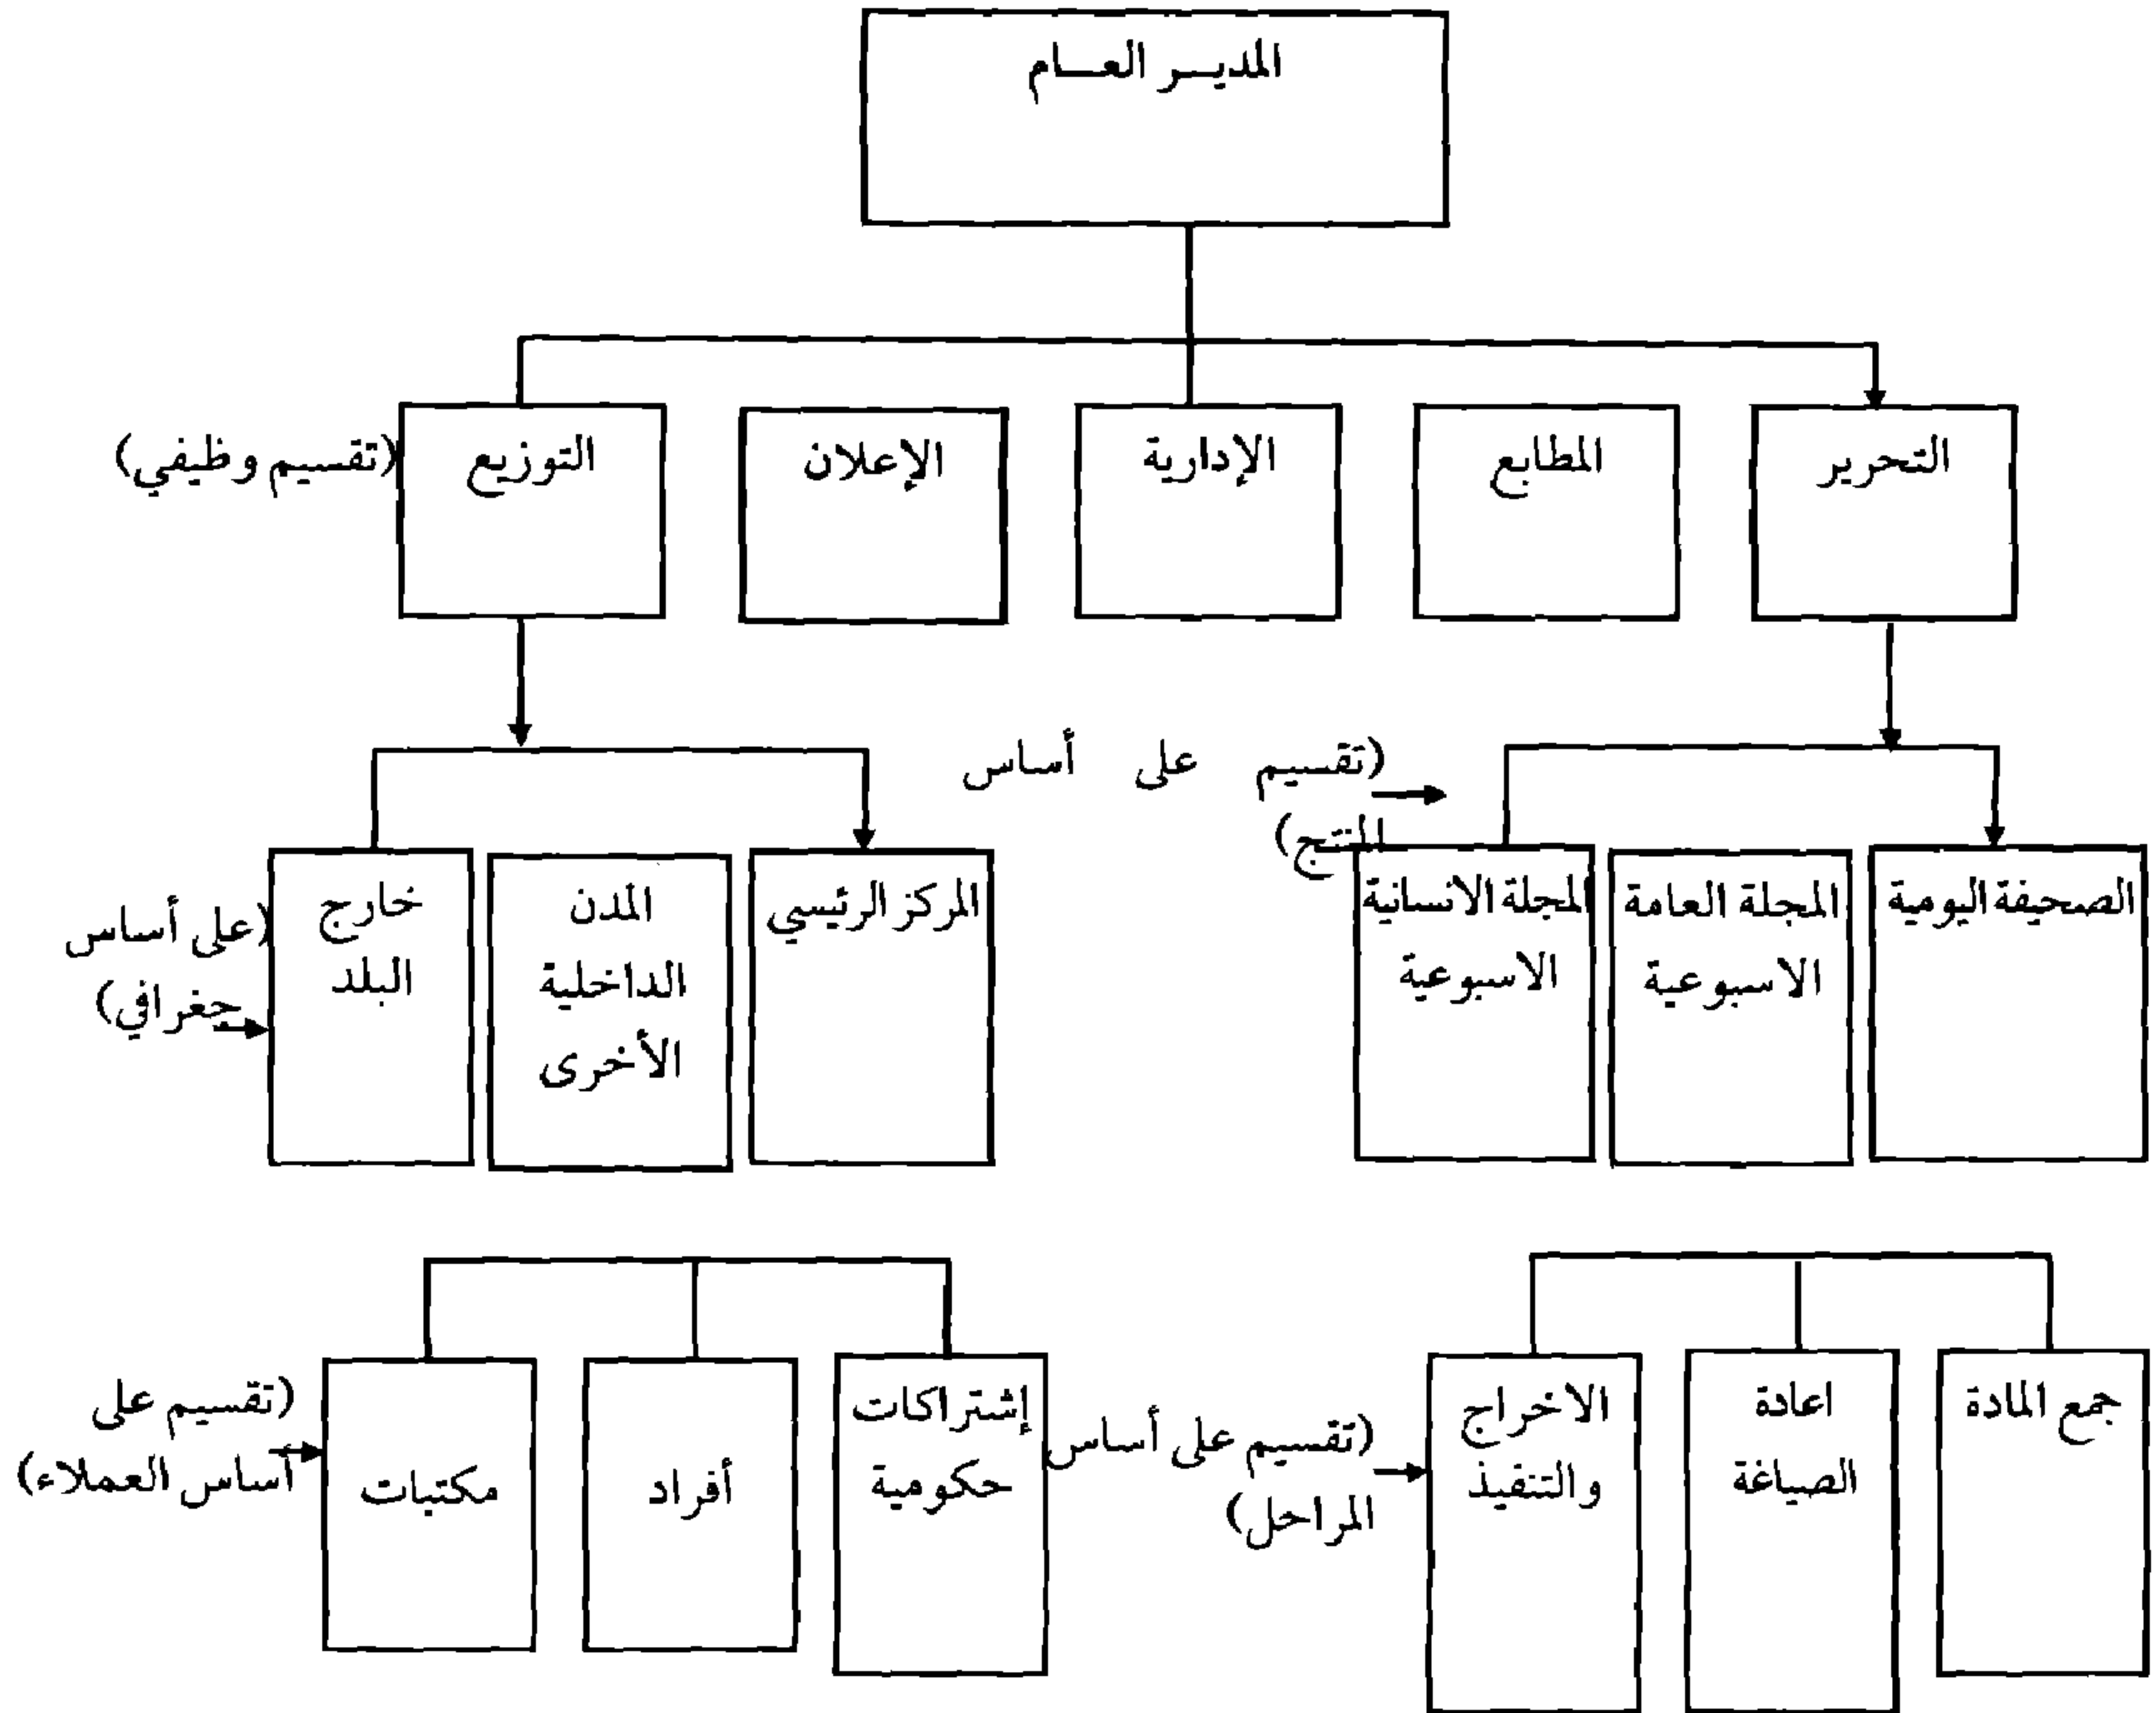 المديـر العـام
التحرير
المطابع
الإدارية
الإعلان
التوزيع
(تقسيم وظيفي)
(تقسيم على أساس
المنتج)
الصحيفة اليومية
المجلة العامة
الاسبوعية
المجلة الانسانية
الاسبوعية
المركز الرئيسي
المدن
الداخلية
الأخرى
خارج
البلد
(على أساس
جغرافي)
جمع المادة
اعادة
الصياغة
الاخراج
والتنفيذ
(تقسيم على أساس
المراحل)
إشتراكات
حكومية
أفراد
مكتبات
(تقسيم على
أساس العملاء)